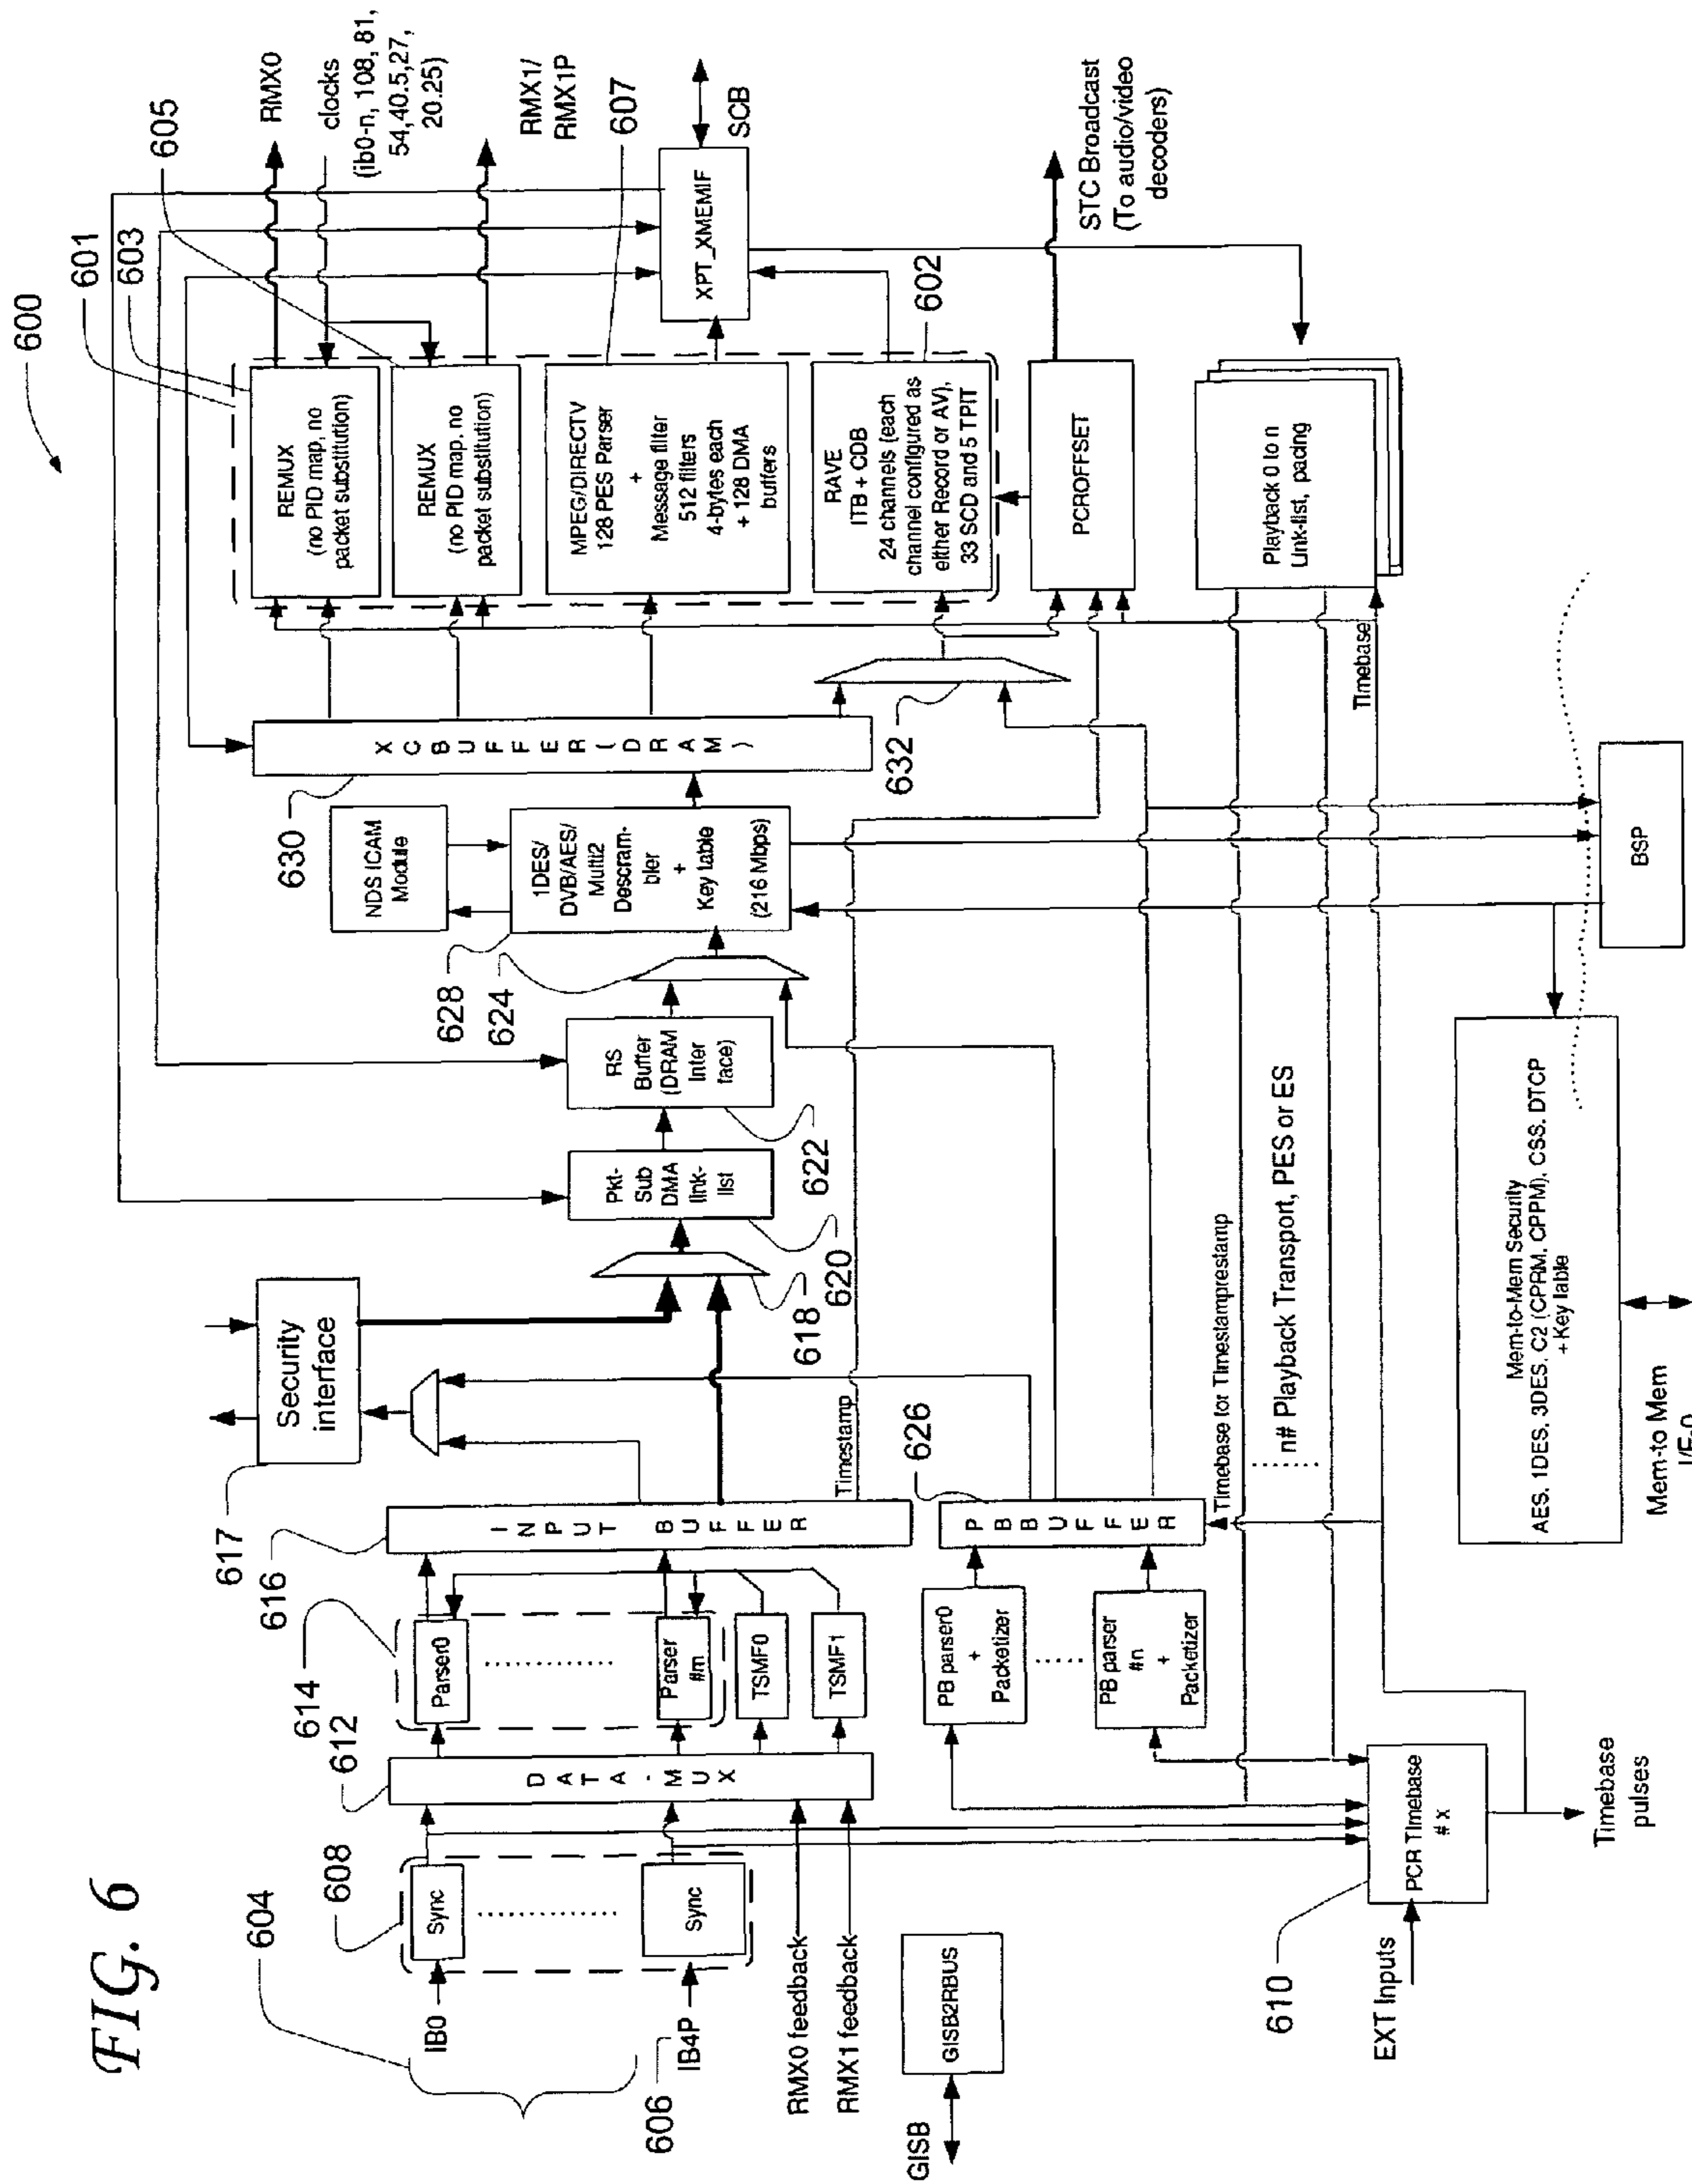 FIG. 6
600
601
603
605
607
602
RMX0
clocks
(ib0-n, 108, 81,
54,40.5,27,
20.25)
RMX1/
RMX1P
SCB
STC Broadcast
(To audio/video
decoders)
XPT_XMEMIF
REMUX
(no PID map, no
packet substitution)
REMUX
(no PID map, no
packet substitution)
MPEG/DIRECTV
128 PES Parser
+
Message filter
512 filters
4-bytes each
+ 128 DMA
buffers
RAVE
ITB + CDB
24 channels (each
channel configured as
either Record or AV),
33 SCD and 5 TPIT
PCROFFSET
Playback 0 to n
Link-list, pacing
Timebase
XCBUFFER(DRAM)
630
632
NDS ICAM
Module
1DES/
DVB/AES/
Multi2
Descram-
bler
+
Key table
(216 Mbps)
628
624
RS
Buffer
(DRAM
Inter
face)
622
Pkt-
Sub
DMA
link-
list
620
618
Security
interface
617
616
INPUT BUFFER
Timestamp
626
PBBUFFER
Timebase for Timestamprestamp
n# Playback Transport, PES or ES
BSP
Mem-to-Mem Security
AES, 1DES, 3DES, C2 (CPRM, CPPM), CSS, DTCP
+ Key table
Mem-to Mem
I/F-0
614
Parser0
Parser
#m
TSMF0
TSMF1
PB parser0
+
Packetizer
PB parser
#n
+
Packetizer
612
DATA-MUX
608
Sync
Sync
604
IB0
606
IB4P
RMX0 feedback
RMX1 feedback
GISB
GISB2RBUS
610
EXT Inputs
PCR Timebase
# x
Timebase
pulses